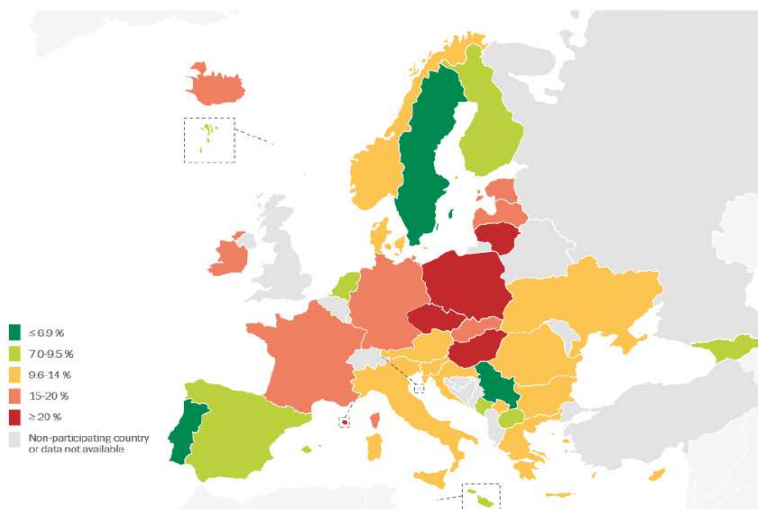 ≤ 6.9 %
7.0-9.5 %
9.6-14 %
15-20 %
≥ 20 %
Non-participating country
or data not available